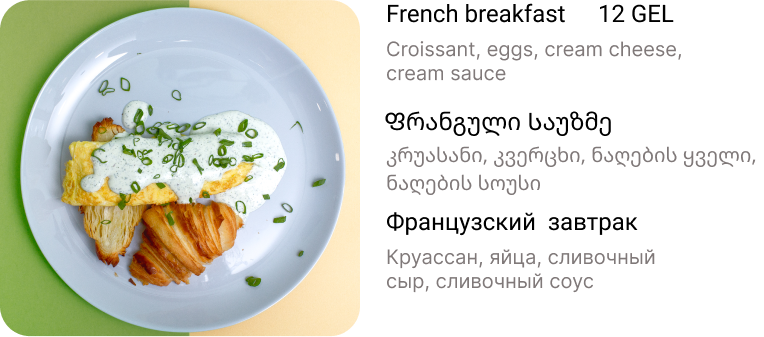 French breakfast 12 GEL
Croissant, eggs, cream cheese,
cream sauce
ფრანგული საუზმე
კრუასანი, კვერცხი, ნაღების ყველი,
ნაღების სოუსი
Французский завтрак
Круассан, яйца, сливочный
сыр, сливочный соус